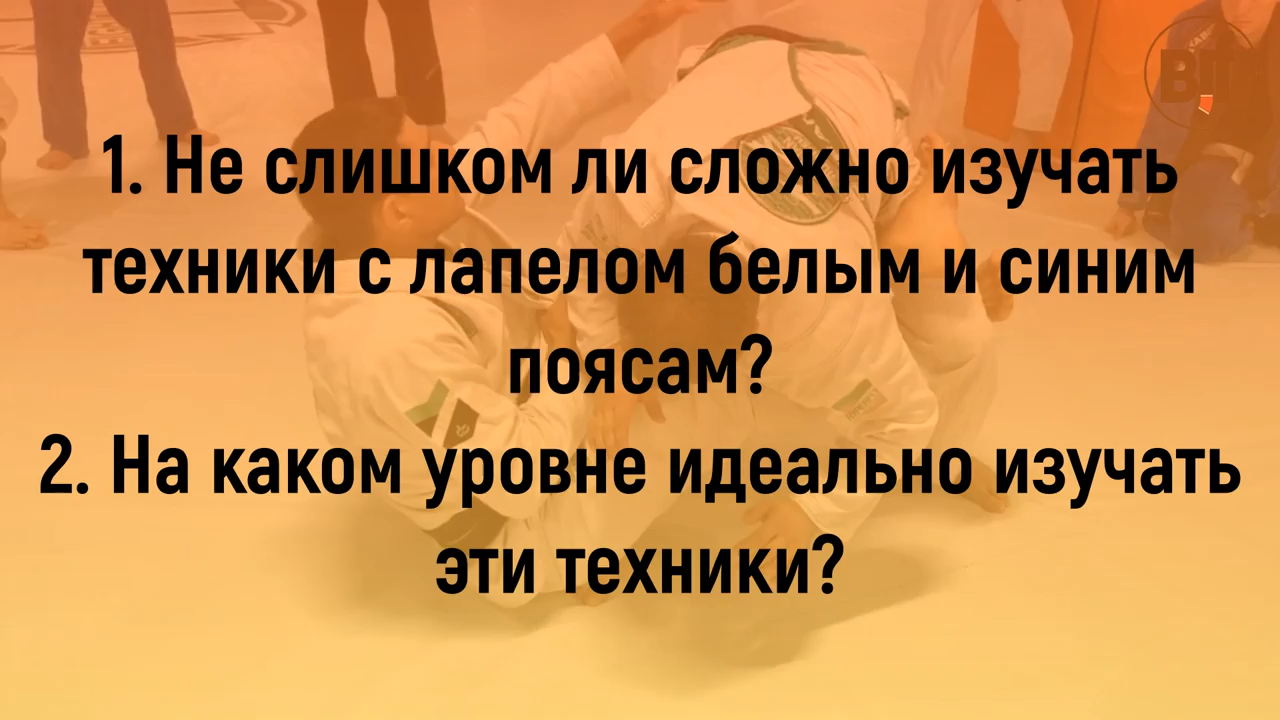 1. Не слишком ли сложно изучать
техники с лапелом белым и синим
поясам?
2. На каком уровне идеально изучать
эти техники?